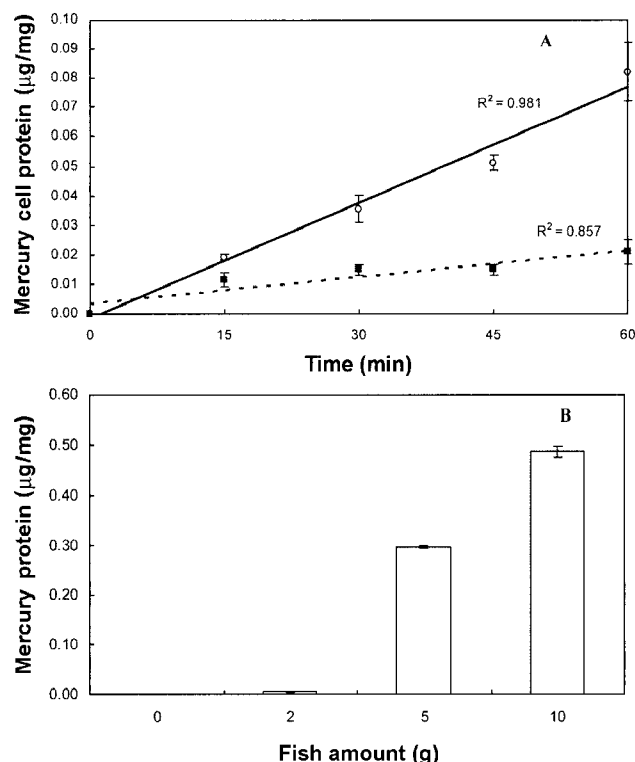 A
Mercury cell protein (µg/mg)
0.10
0.09
0.08
0.07
0.06
0.05
0.04
0.03
0.02
0.01
0.00
R² = 0.981
R² = 0.857
0 15 30 45 60
Time (min)
B
Mercury protein (µg/mg)
0.60
0.50
0.40
0.30
0.20
0.10
0.00
0 2 5 10
Fish amount (g)